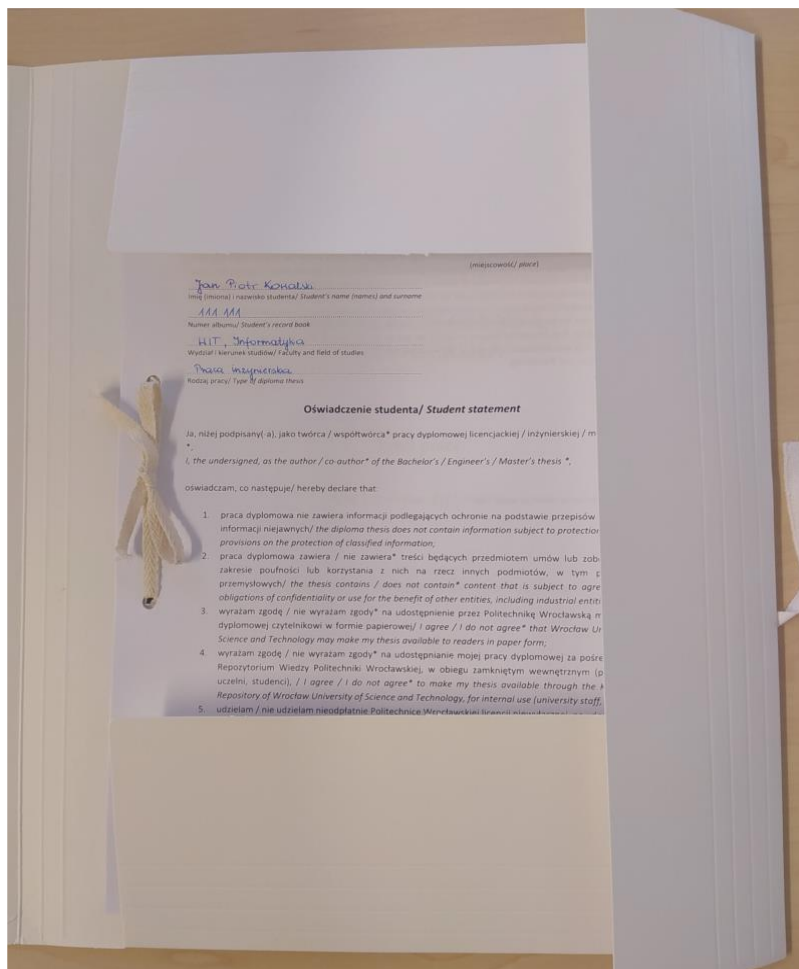 (miejscowość/ place)
Jan Piotr Kowalski
Imię (imiona) i nazwisko studenta/ Student's name (names) and surname
111 111
Numer albumu/ Student's record book
WIT, Informatyka
Wydział i kierunek studiów/ Faculty and field of studies
Praca inżynierska
Rodzaj pracy/ Type of diploma thesis
Oświadczenie studenta/ Student statement
Ja, niżej podpisany(-a), jako twórca / współtwórca* pracy dyplomowej licencjackiej / inżynierskiej / m
*,
I, the undersigned, as the author / co-author* of the Bachelor's / Engineer's / Master's thesis *,
oświadczam, co następuje/ hereby declare that:
1. praca dyplomowa nie zawiera informacji podlegających ochronie na podstawie przepisów
informacji niejawnych/ the diploma thesis does not contain information subject to protection
provisions on the protection of classified information;
2. praca dyplomowa zawiera / nie zawiera* treści będących przedmiotem umów lub zob
zakresie poufności lub korzystania z nich na rzecz innych podmiotów, w tym p
przemysłowych/ the thesis contains / does not contain* content that is subject to agre
obligations of confidentiality or use for the benefit of other entities, including industrial entiti
3. wyrażam zgodę / nie wyrażam zgody* na udostępnienie przez Politechnikę Wrocławską m
dyplomowej czytelnikowi w formie papierowej/ I agree / I do not agree* that Wrocław Un
Science and Technology may make my thesis available to readers in paper form,
4. wyrażam zgodę / nie wyrażam zgody* na udostępnianie mojej pracy dyplomowej za pośre
Repozytorium Wiedzy Politechniki Wrocławskiej, w obiegu zamkniętym wewnętrznym (p
uczelni, studenci), / I agree / I do not agree* to make my thesis available through the K
Repository of Wrocław University of Science and Technology, for internal use (university staff,
5. udzielam / nie udzielam nieodpłatnie Politechnice Wrocławskiej licencji